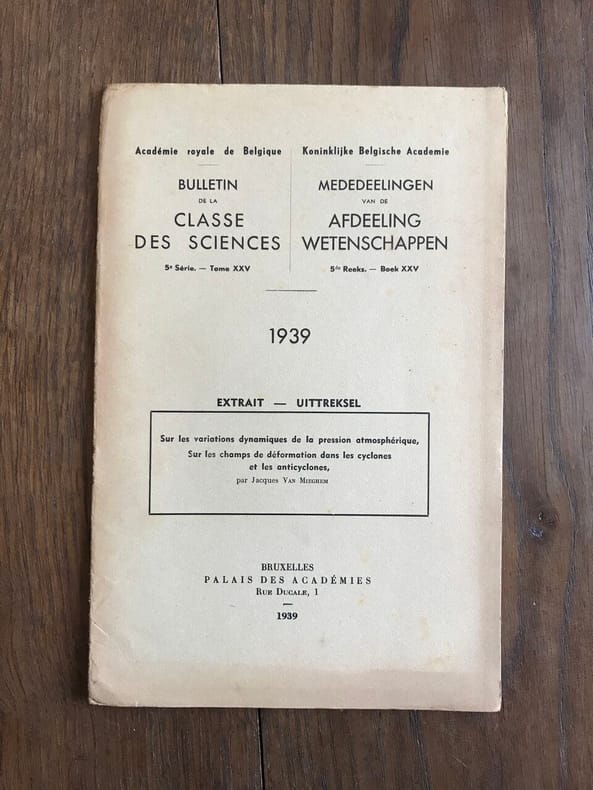 Académie royale de Belgique
BULLETIN
DE LA
CLASSE
DES SCIENCES
5e Série. — Tome XXV
Koninklijke Belgische Academie
MEDEDEELINGEN
VAN DE
AFDEELING
WETENSCHAPPEN
5de Reeks. — Boek XXV
1939
EXTRAIT — UITTREKSEL
Sur les variations dynamiques de la pression atmosphérique,
Sur les champs de déformation dans les cyclones
et les anticyclones,
par Jacques VAN MIEGHEM
BRUXELLES
PALAIS DES ACADÉMIES
RUE DUCALE, 1
1939